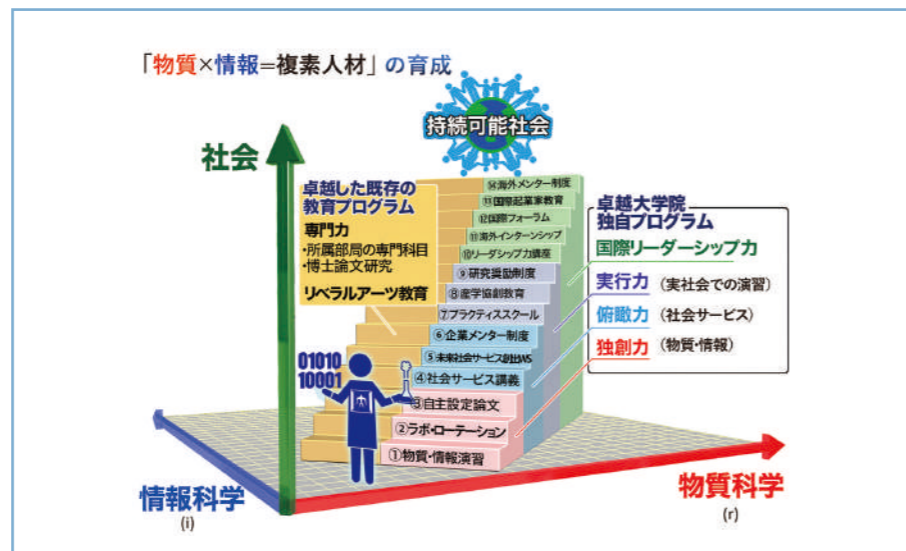 「物質×情報=複素人材」の育成
持続可能社会
社会
卓越した既存の
教育プログラム
専門力
・所属部局の専門科目
・博士論文研究
リベラルアーツ教育
⑭海外メンター制度
⑬国際起業家教育
⑫国際フォーラム
⑪海外インターンシップ
⑩リーダシップ力講座
⑨研究奨励制度
⑧産学協創教育
⑦プラクティススクール
⑥企業メンター制度
⑤未来社会サービス創出WS
④社会サービス講義
③自主設定論文
②ラボ・ローテーション
①物質・情報演習
卓越大学院
独自プログラム
国際リーダーシップ力
実行力 (実社会での演習)
俯瞰力 (社会サービス)
独創力 (物質・情報)
01010
10001
情報科学
(i)
物質科学
(r)